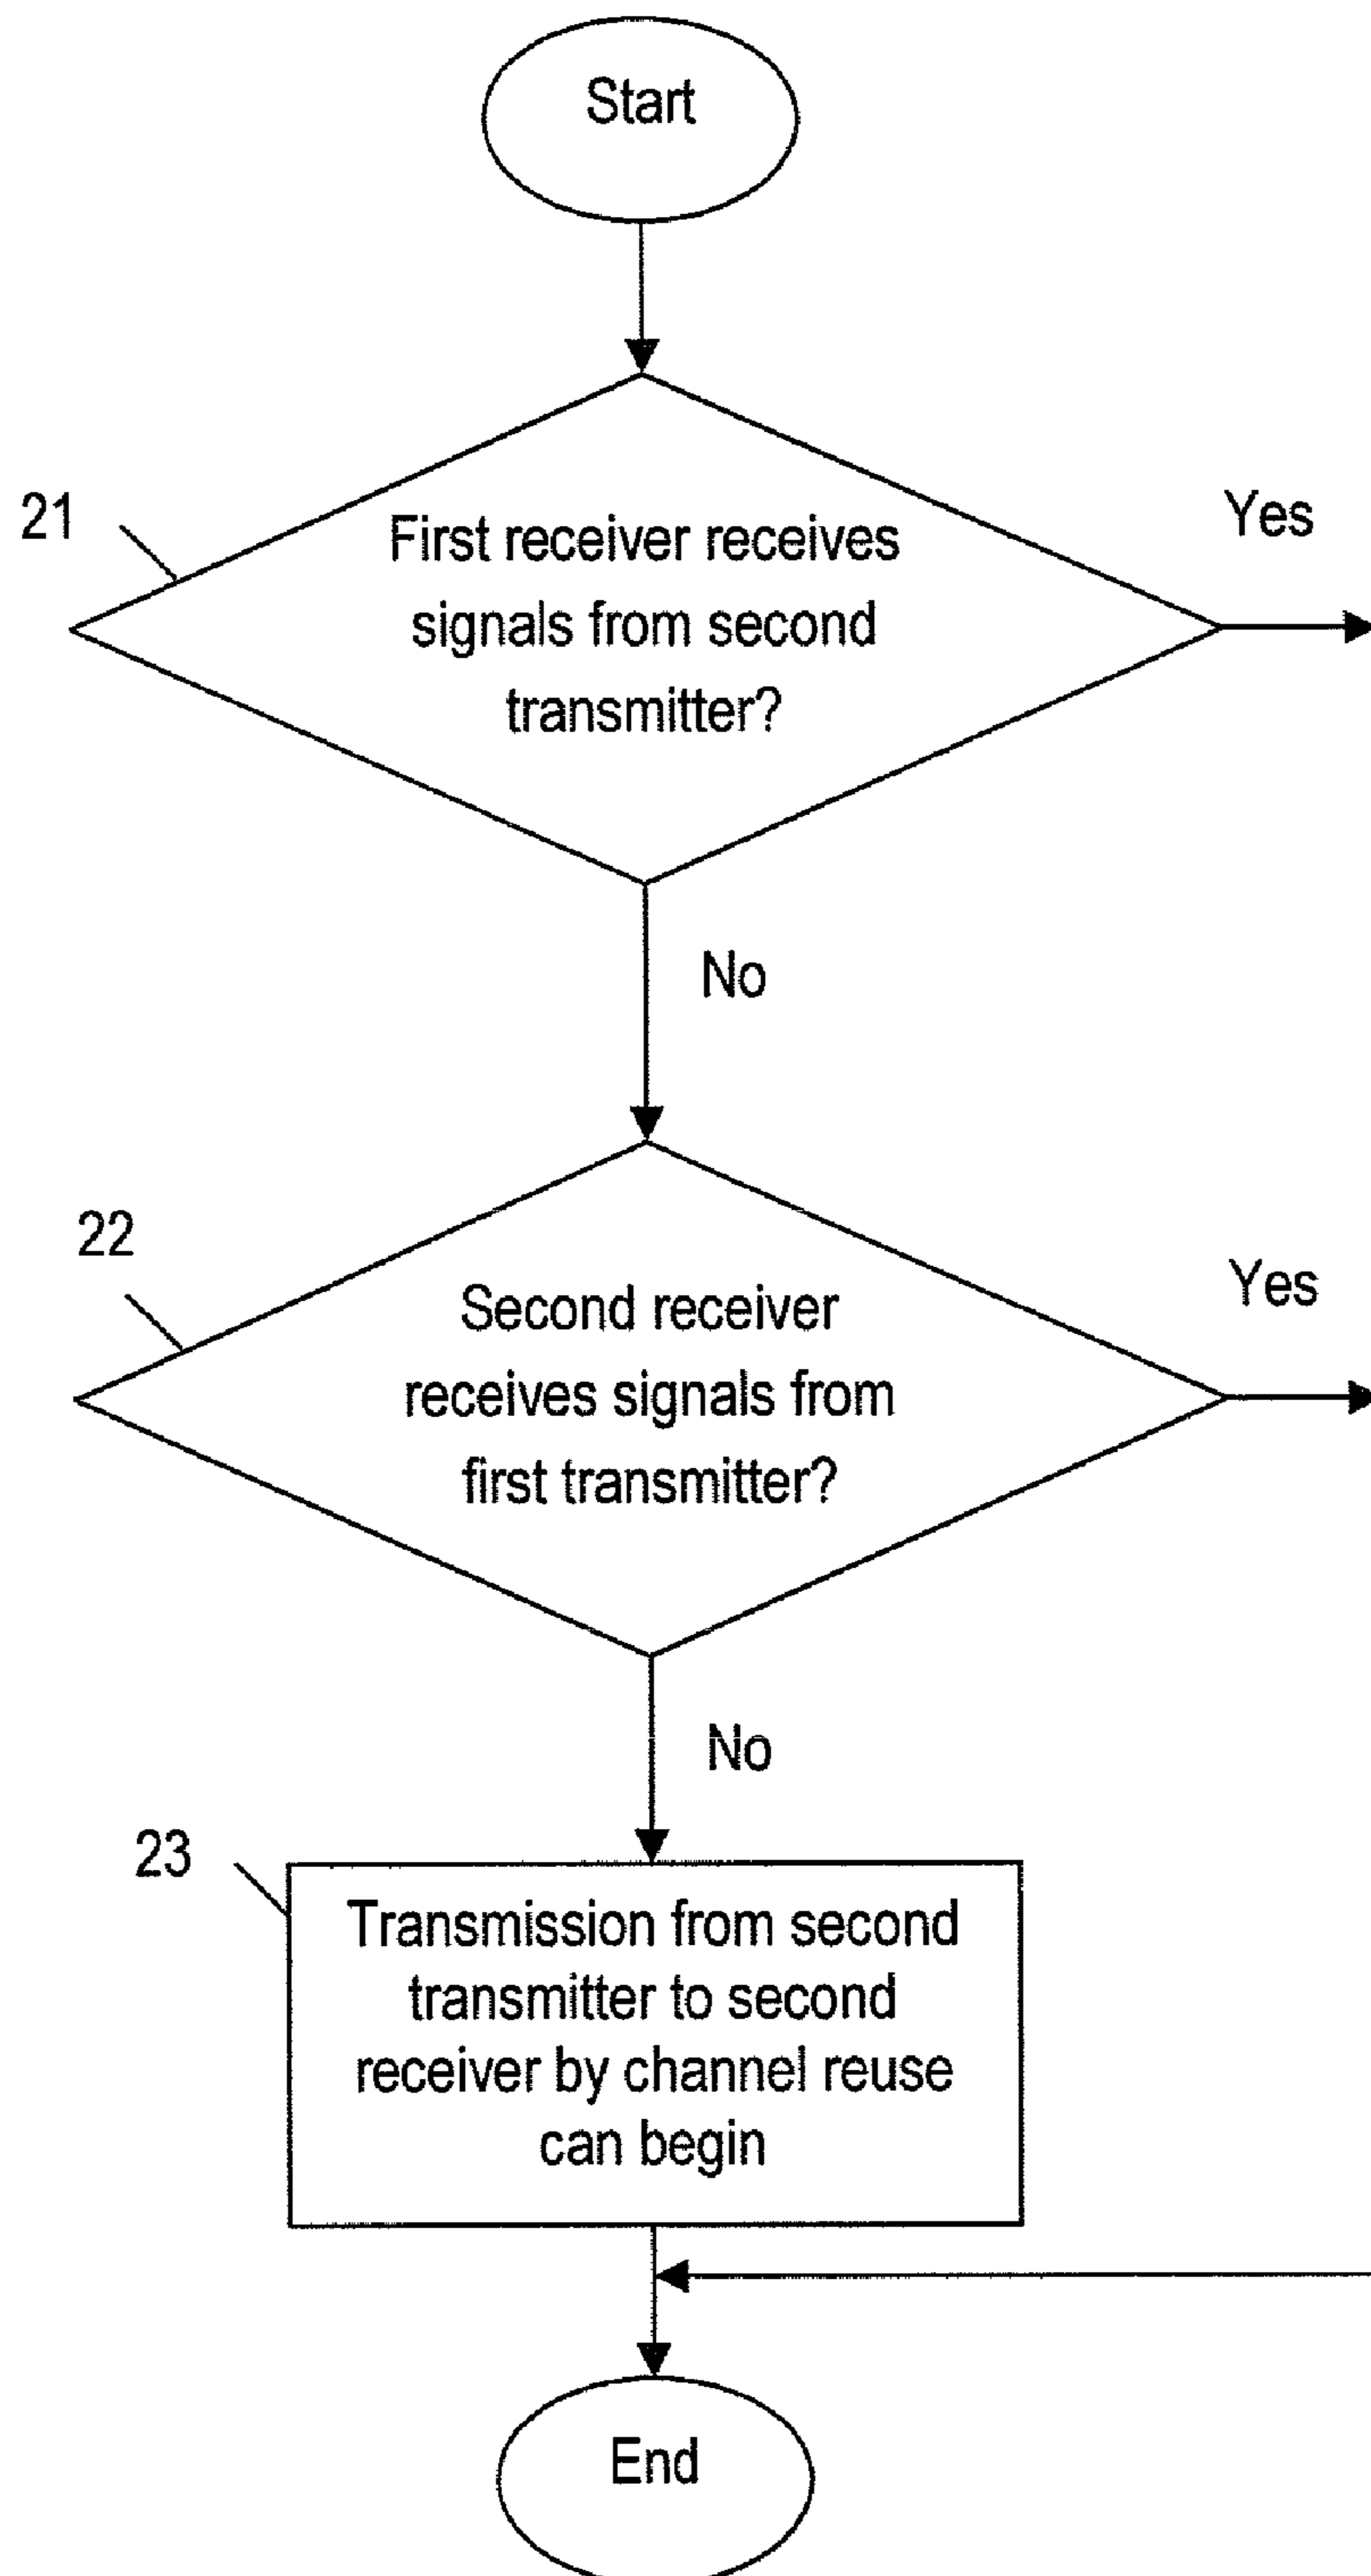 Start
21
First receiver receives
signals from second
transmitter?
Yes
No
22
Second receiver
receives signals from
first transmitter?
Yes
No
23
Transmission from second
transmitter to second
receiver by channel reuse
can begin
End